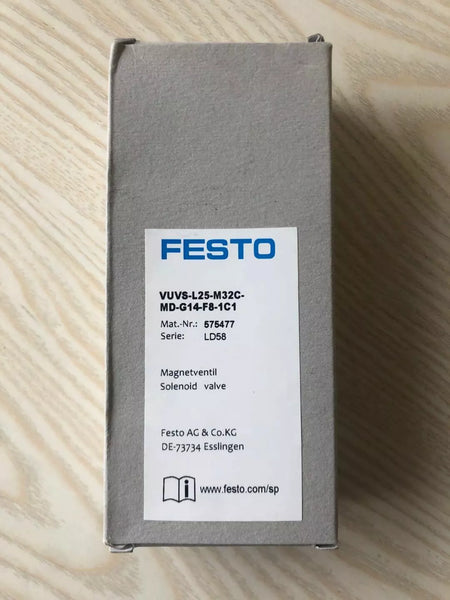 FESTO
VUVS-L25-M32C-
MD-G14-F8-1C1
Mat.-Nr.: 575477
Serie: LD58
Magnetventil
Solenoid valve
Festo AG & Co.KG
DE-73734 Esslingen
www.festo.com/sp